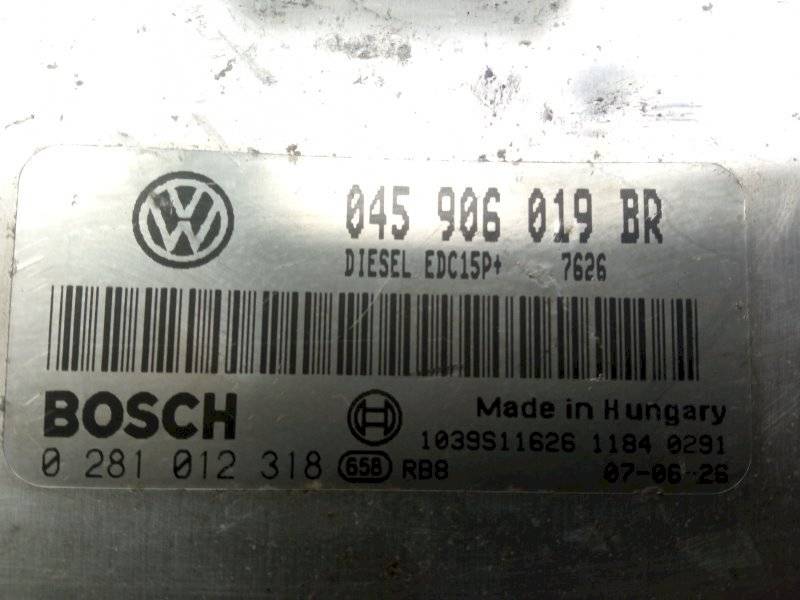 045 906 019 BR
DIESEL EDC15P+ 7626
BOSCH
Made in Hungary
1039S11626 1184 0291
0 281 012 318 658 RB8 07-06-26